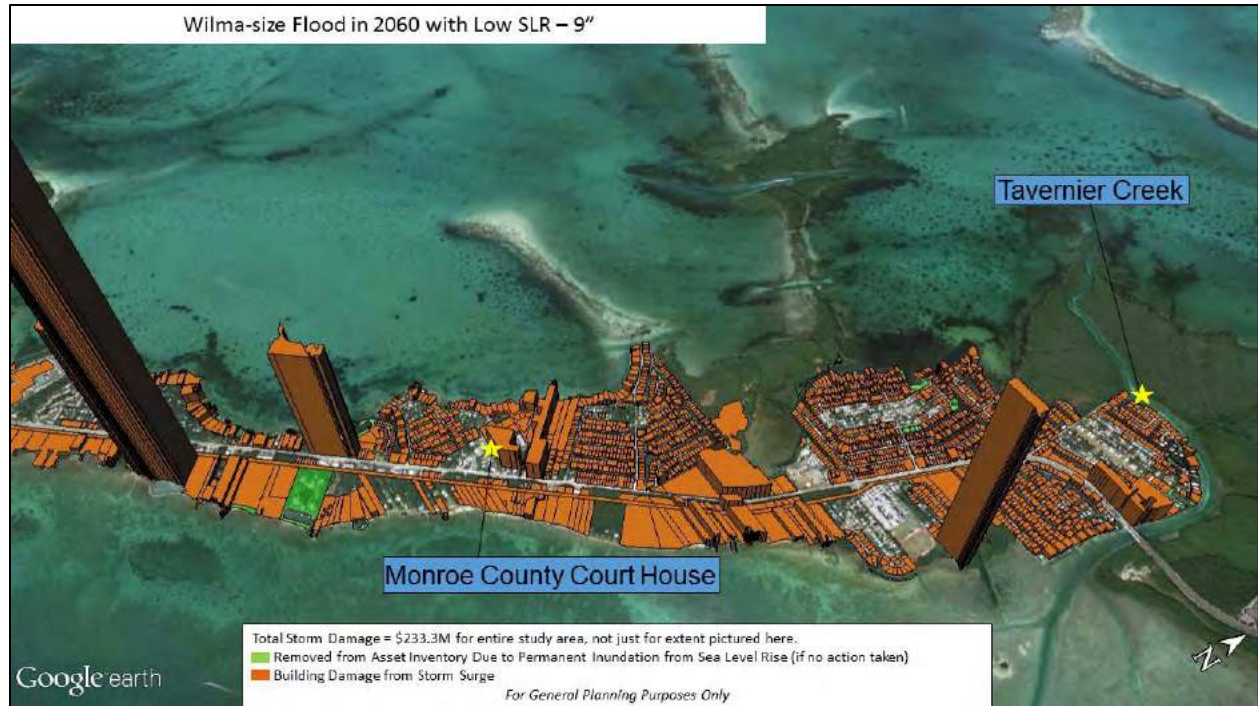 Wilma-size Flood in 2060 with Low SLR – 9"
Tavernier Creek
Monroe County Court House
Total Storm Damage = $233.3M for entire study area, not just for extent pictured here.
Removed from Asset Inventory Due to Permanent Inundation from Sea Level Rise (if no action taken)
Building Damage from Storm Surge
For General Planning Purposes Only
Google earth
N